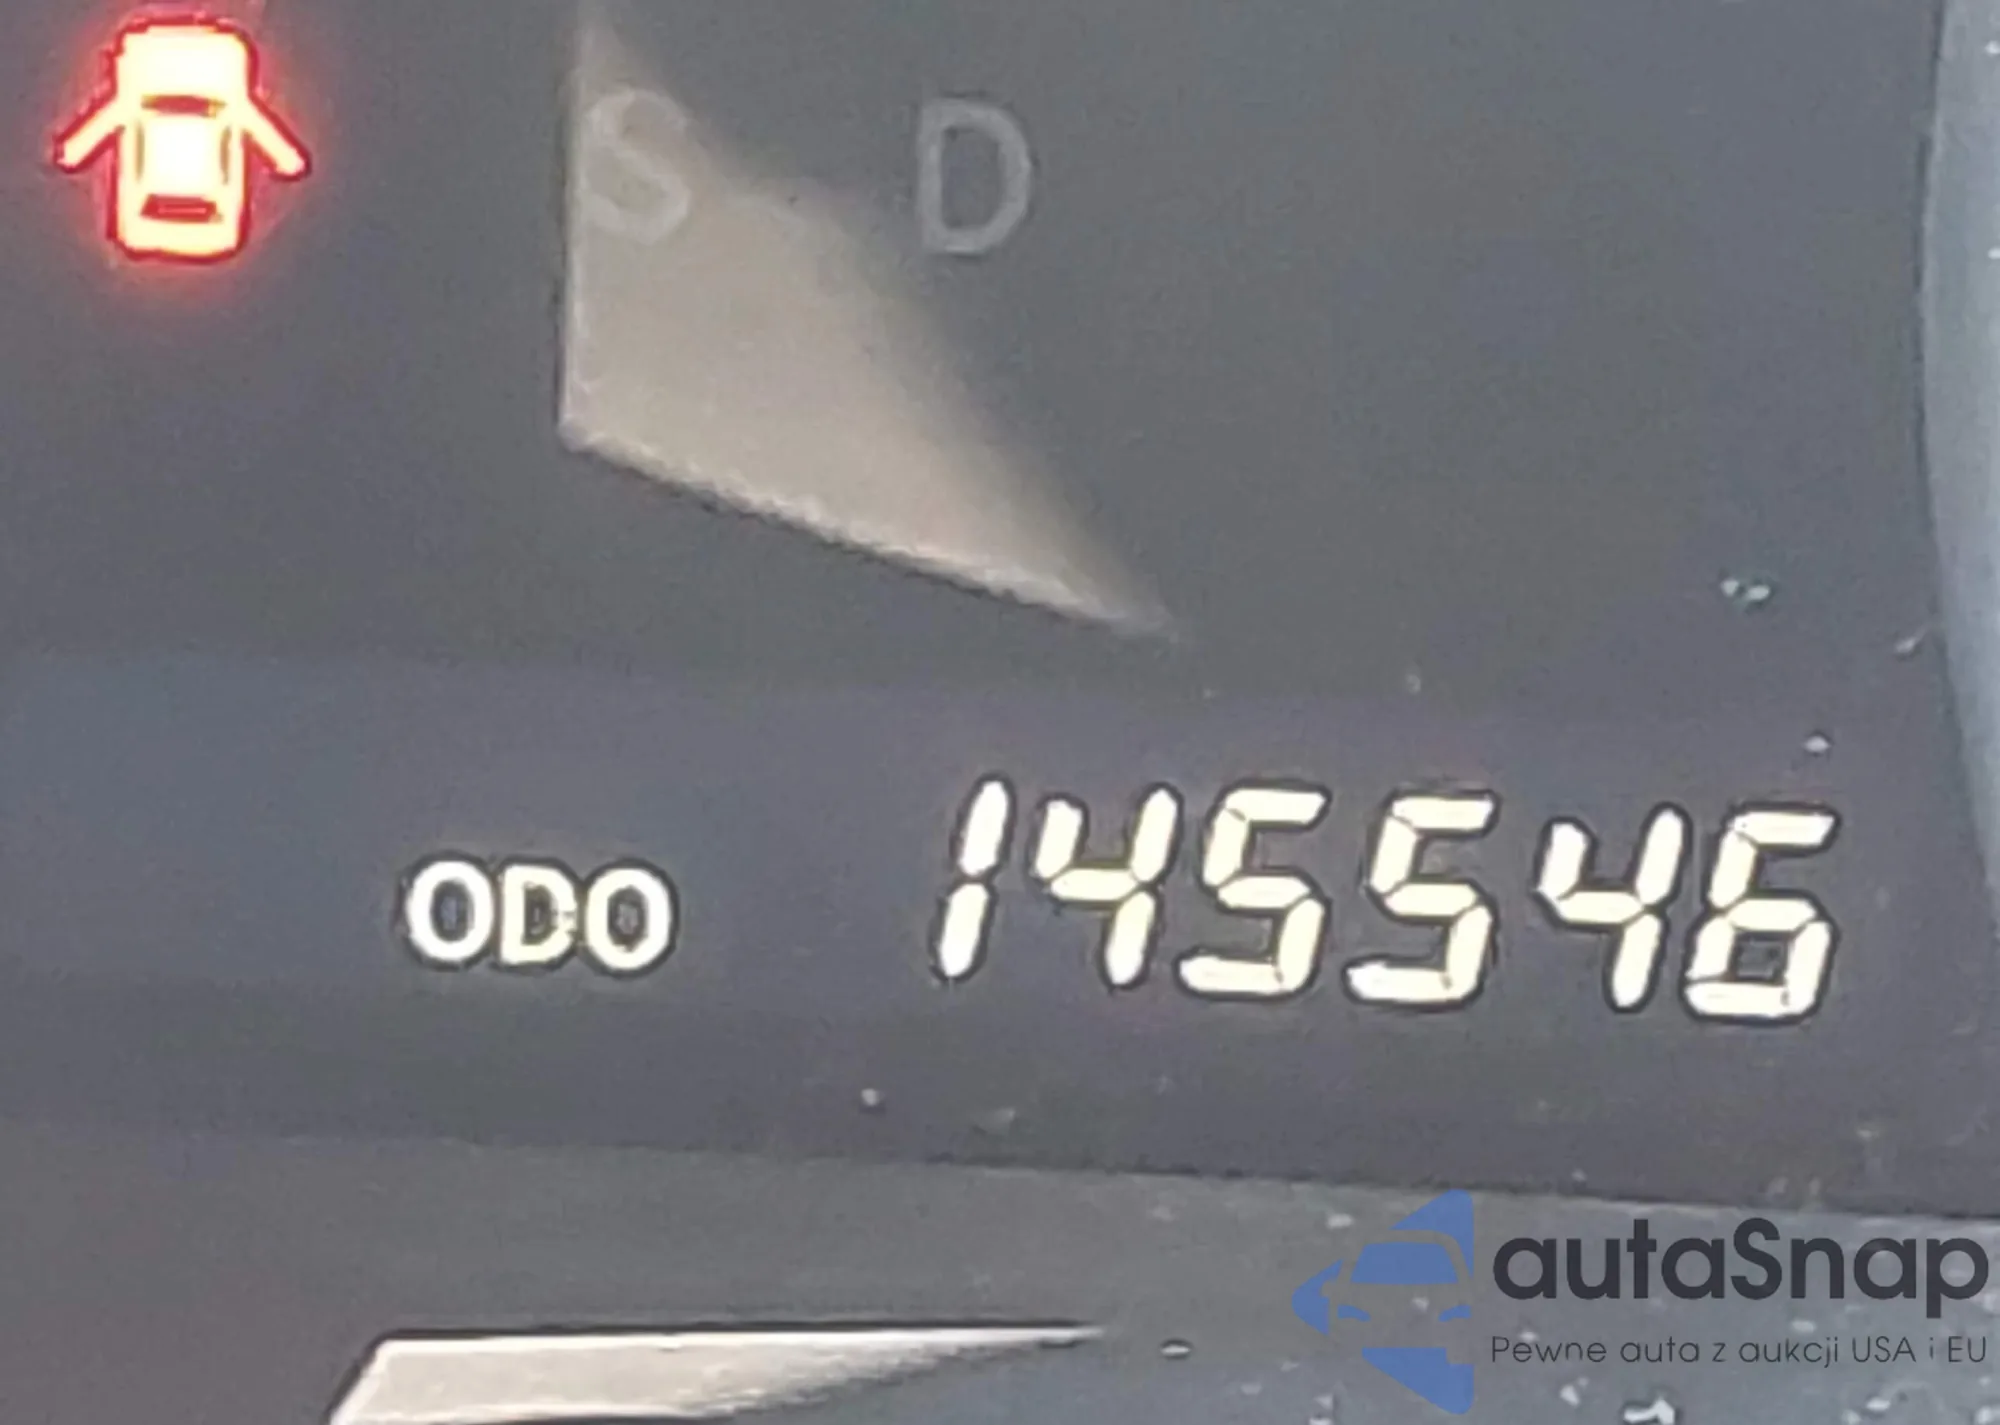 S D
ODO 145546
autaSnap
Pewne auta z aukcji USA i EU